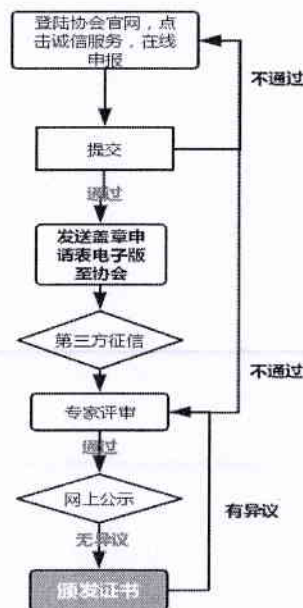 登陆协会官网，点
击诚信服务，在线
申报
不通过
提交
通过
发送盖章申
请表电子版
至协会
第三方征信
不通过
专家评审
通过
网上公示
有异议
无异议
颁发证书